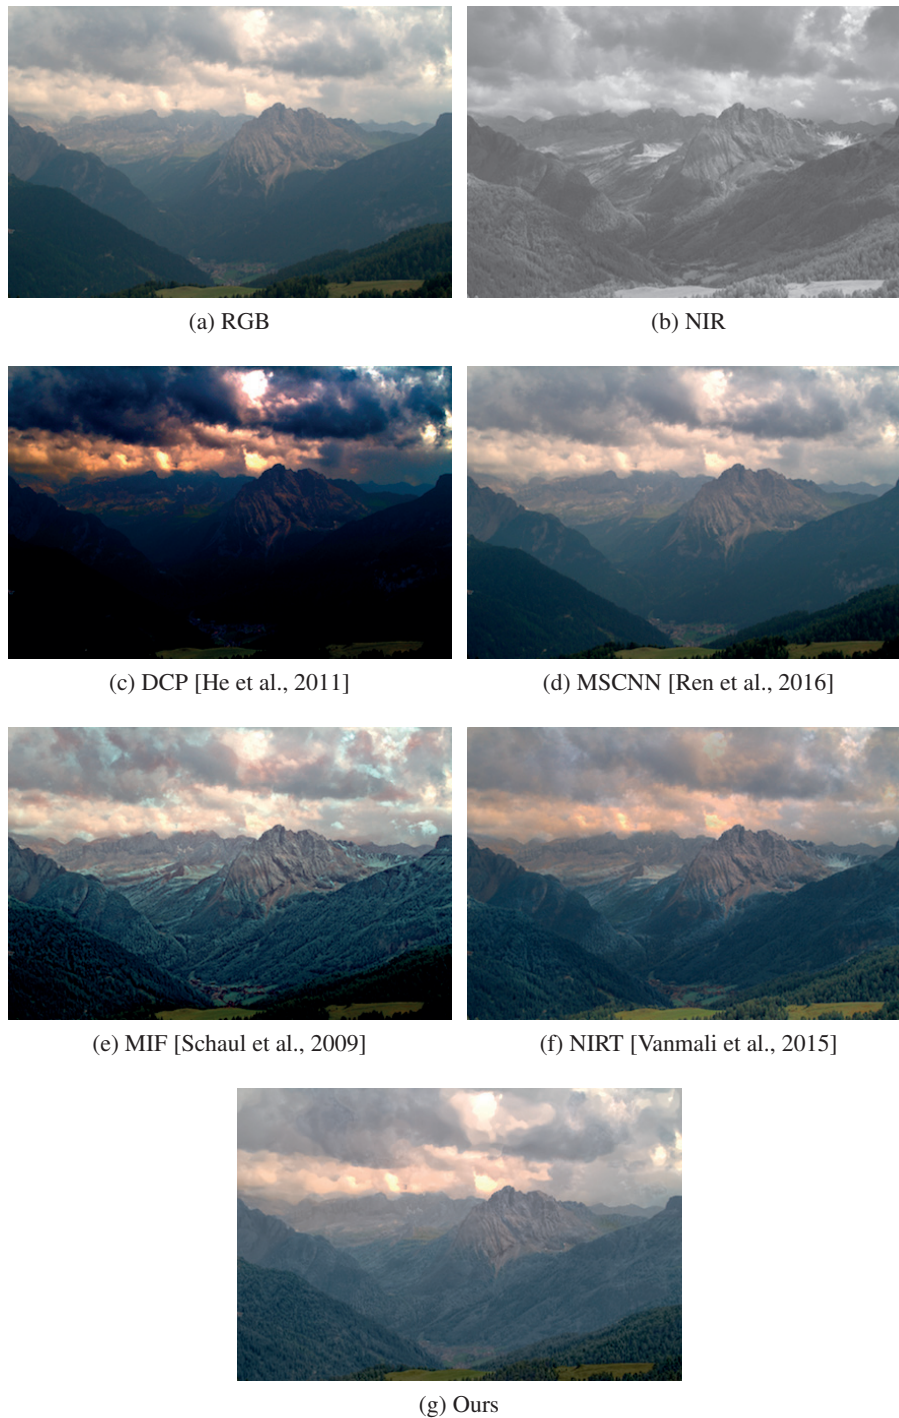 (a) RGB
(b) NIR
(c) DCP [He et al., 2011]
(d) MSCNN [Ren et al., 2016]
(e) MIF [Schaul et al., 2009]
(f) NIRT [Vanmali et al., 2015]
(g) Ours